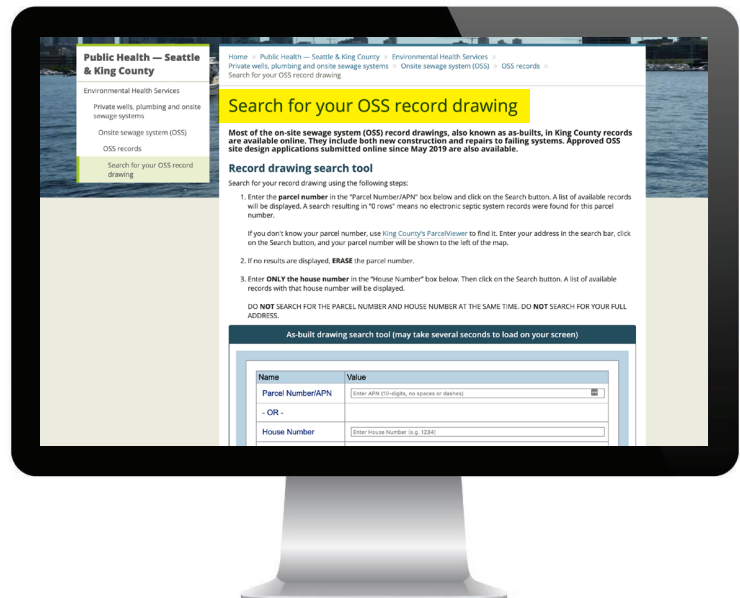 Public Health — Seattle
& King County
Environmental Health Services
Private wells, plumbing and onsite
sewage systems
Onsite sewage system (OSS)
OSS records
Search for your OSS record
drawing
Home > Public Health — Seattle & King County > Environmental Health Services >
Private wells, plumbing and onsite sewage systems > Onsite sewage system (OSS) > OSS records >
Search for your OSS record drawing
Search for your OSS record drawing
Most of the on-site sewage system (OSS) record drawings, also known as as-builts, in King County records
are available online. They include both new construction and repairs to failing systems. Approved OSS
site design applications submitted online since May 2019 are also available.
Record drawing search tool
Search for your record drawing using the following steps:
1. Enter the parcel number in the "Parcel Number/APN" box below and click on the Search button. A list of available records
will be displayed. A search resulting in "0 rows" means no electronic septic system records were found for this parcel
number.
If you don't know your parcel number, use King County's ParcelViewer to find it. Enter your address in the search bar, click
on the Search button, and your parcel number will be shown to the left of the map.
2. If no results are displayed, ERASE the parcel number.
3. Enter ONLY the house number in the "House Number" box below. Then click on the Search button. A list of available
records with that house number will be displayed.
DO NOT SEARCH FOR THE PARCEL NUMBER AND HOUSE NUMBER AT THE SAME TIME. DO NOT SEARCH FOR YOUR FULL
ADDRESS.
As-built drawing search tool (may take several seconds to load on your screen)
Name Value
Parcel Number/APN Enter APN (10-digits, no spaces or dashes)
- OR -
House Number Enter House Number (e.g. 1234)